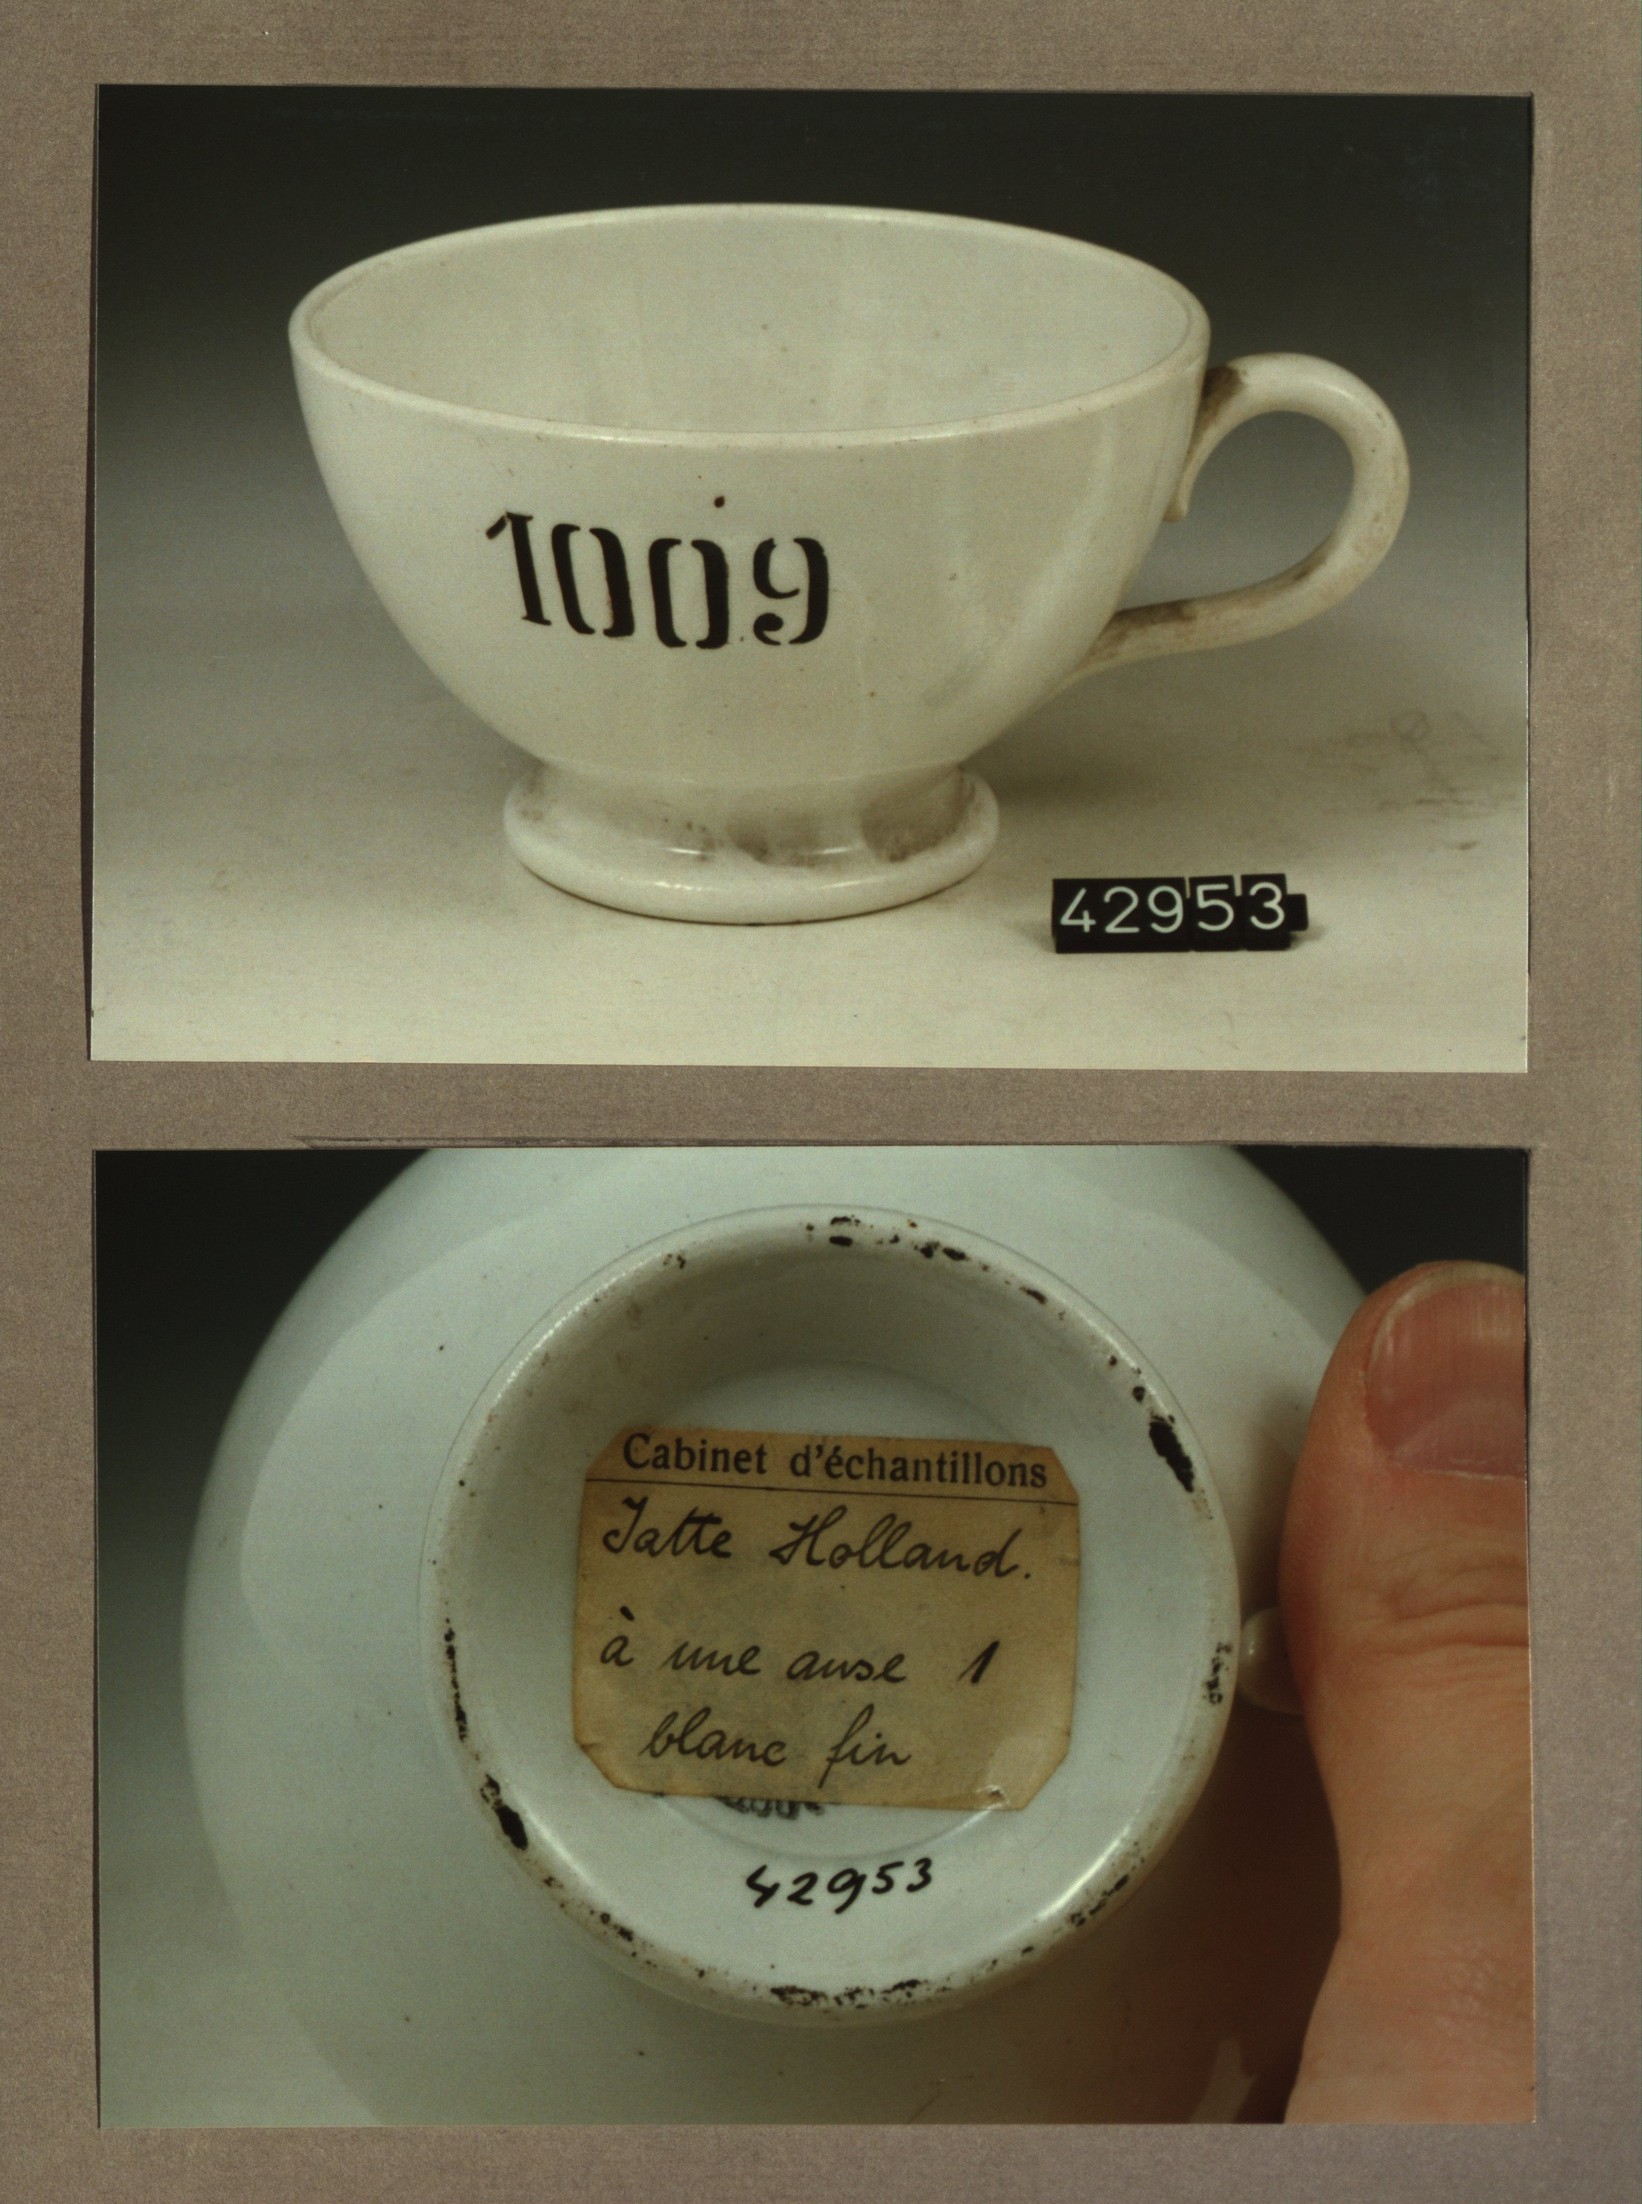 1009
42953
Cabinet d'échantillons
Jatte Holland.
à une anse 1
blanc fin
42953